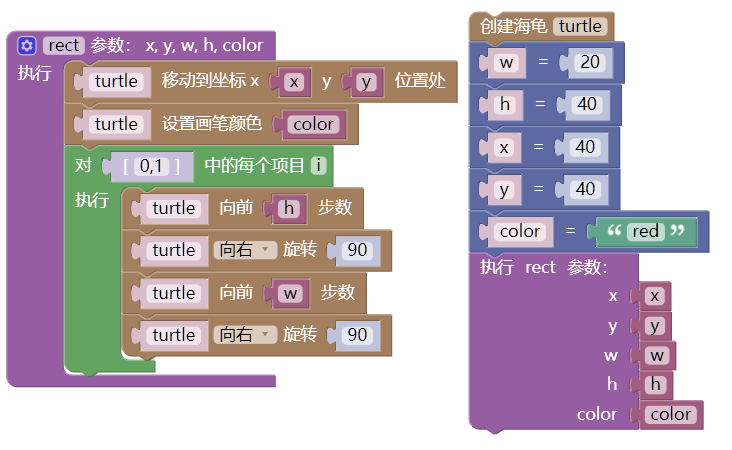 rect 参数: x, y, w, h, color
执行
turtle 移动到坐标 x x y y 位置处
turtle 设置画笔颜色 color
对 [ 0,1 ] 中的每个项目 i
执行
turtle 向前 h 步数
turtle 向右 旋转 90
turtle 向前 w 步数
turtle 向右 旋转 90
创建海龟 turtle
w = 20
h = 40
x = 40
y = 40
color = “ red ”
执行 rect 参数:
x x
y y
w w
h h
color color